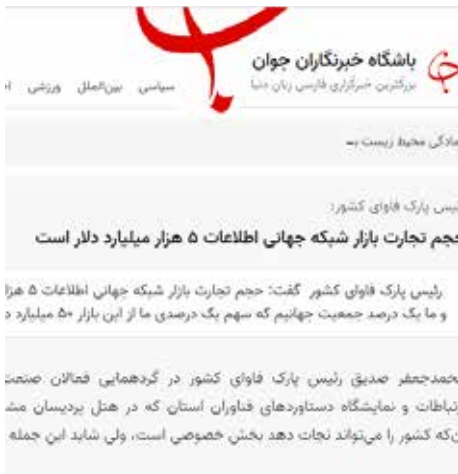 باشگاه خبرنگاران جوان
بزرگترین خبرگزاری فارسی زبان دنیا
سیاسی بین‌الملل ورزشی
محیط زیست
رئیس پارک فاوای کشور:
حجم تجارت بازار شبکه جهانی اطلاعات ۵ هزار میلیارد دلار است
رئیس پارک فاوای کشور گفت: حجم تجارت بازار شبکه جهانی اطلاعات ۵ هزار
و ما یک درصد جمعیت جهانیم که سهم یک درصدی ما از این بازار ۵۰ میلیارد
محمدجعفر صدیق رئیس پارک فاوای کشور در گردهمایی فعالان صنعت
ارتباطات و نمایشگاه دستاوردهای فناوران استان که در هتل پردیسان
که کشور را می‌تواند نجات دهد بخش خصوصی است، ولی شاید این جمله